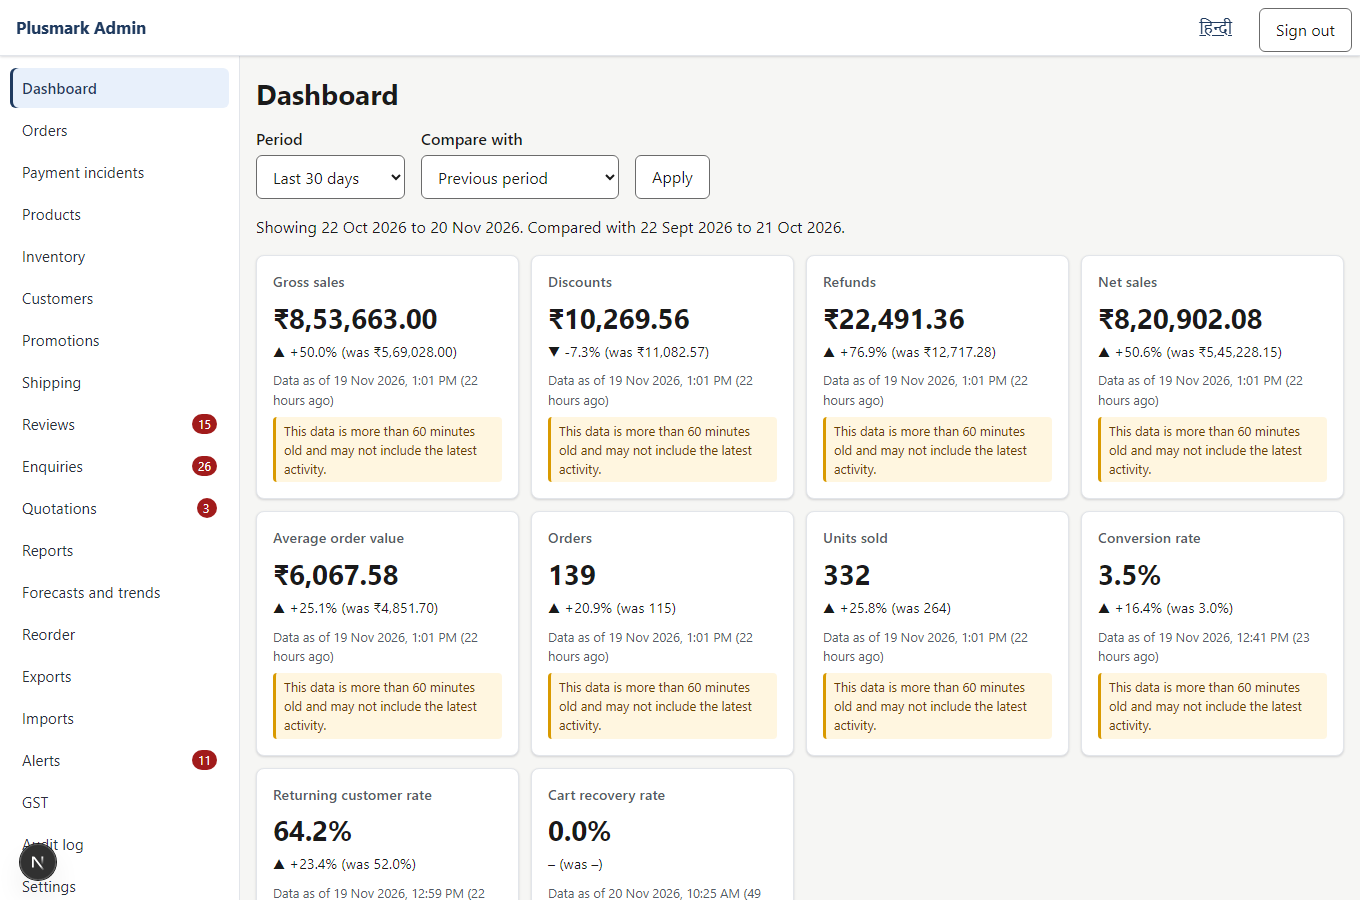 Plusmark Admin
हिन्दी
Sign out
Dashboard
Orders
Payment incidents
Products
Inventory
Customers
Promotions
Shipping
Reviews 15
Enquiries 26
Quotations 3
Reports
Forecasts and trends
Reorder
Exports
Imports
Alerts 11
GST
Audit log
N
Settings
Dashboard
Period
Compare with
Last 30 days
Previous period
Apply
Showing 22 Oct 2026 to 20 Nov 2026. Compared with 22 Sept 2026 to 21 Oct 2026.
Gross sales
₹8,53,663.00
▲ +50.0% (was ₹5,69,028.00)
Data as of 19 Nov 2026, 1:01 PM (22
hours ago)
This data is more than 60 minutes
old and may not include the latest
activity.
Discounts
₹10,269.56
▼ -7.3% (was ₹11,082.57)
Data as of 19 Nov 2026, 1:01 PM (22
hours ago)
This data is more than 60 minutes
old and may not include the latest
activity.
Refunds
₹22,491.36
▲ +76.9% (was ₹12,717.28)
Data as of 19 Nov 2026, 1:01 PM (22
hours ago)
This data is more than 60 minutes
old and may not include the latest
activity.
Net sales
₹8,20,902.08
▲ +50.6% (was ₹5,45,228.15)
Data as of 19 Nov 2026, 1:01 PM (22
hours ago)
This data is more than 60 minutes
old and may not include the latest
activity.
Average order value
₹6,067.58
▲ +25.1% (was ₹4,851.70)
Data as of 19 Nov 2026, 1:01 PM (22
hours ago)
This data is more than 60 minutes
old and may not include the latest
activity.
Orders
139
▲ +20.9% (was 115)
Data as of 19 Nov 2026, 1:01 PM (22
hours ago)
This data is more than 60 minutes
old and may not include the latest
activity.
Units sold
332
▲ +25.8% (was 264)
Data as of 19 Nov 2026, 1:01 PM (22
hours ago)
This data is more than 60 minutes
old and may not include the latest
activity.
Conversion rate
3.5%
▲ +16.4% (was 3.0%)
Data as of 19 Nov 2026, 12:41 PM (23
hours ago)
This data is more than 60 minutes
old and may not include the latest
activity.
Returning customer rate
64.2%
▲ +23.4% (was 52.0%)
Data as of 19 Nov 2026, 12:59 PM (22
Cart recovery rate
0.0%
– (was –)
Data as of 20 Nov 2026, 10:25 AM (49